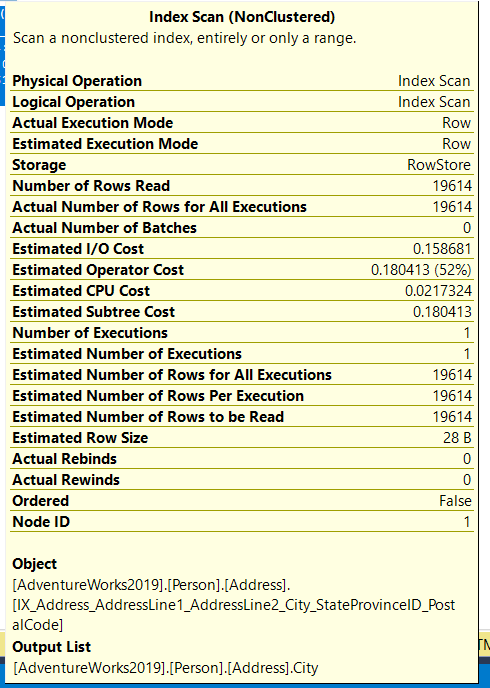 Index Scan (NonClustered)
Scan a nonclustered index, entirely or only a range.
Physical Operation Index Scan
Logical Operation Index Scan
Actual Execution Mode Row
Estimated Execution Mode Row
Storage RowStore
Number of Rows Read 19614
Actual Number of Rows for All Executions 19614
Actual Number of Batches 0
Estimated I/O Cost 0.158681
Estimated Operator Cost 0.180413 (52%)
Estimated CPU Cost 0.0217324
Estimated Subtree Cost 0.180413
Number of Executions 1
Estimated Number of Executions 1
Estimated Number of Rows for All Executions 19614
Estimated Number of Rows Per Execution 19614
Estimated Number of Rows to be Read 19614
Estimated Row Size 28 B
Actual Rebinds 0
Actual Rewinds 0
Ordered False
Node ID 1
Object
[AdventureWorks2019].[Person].[Address].
[IX_Address_AddressLine1_AddressLine2_City_StateProvinceID_Post
alCode]
Output List
[AdventureWorks2019].[Person].[Address].City